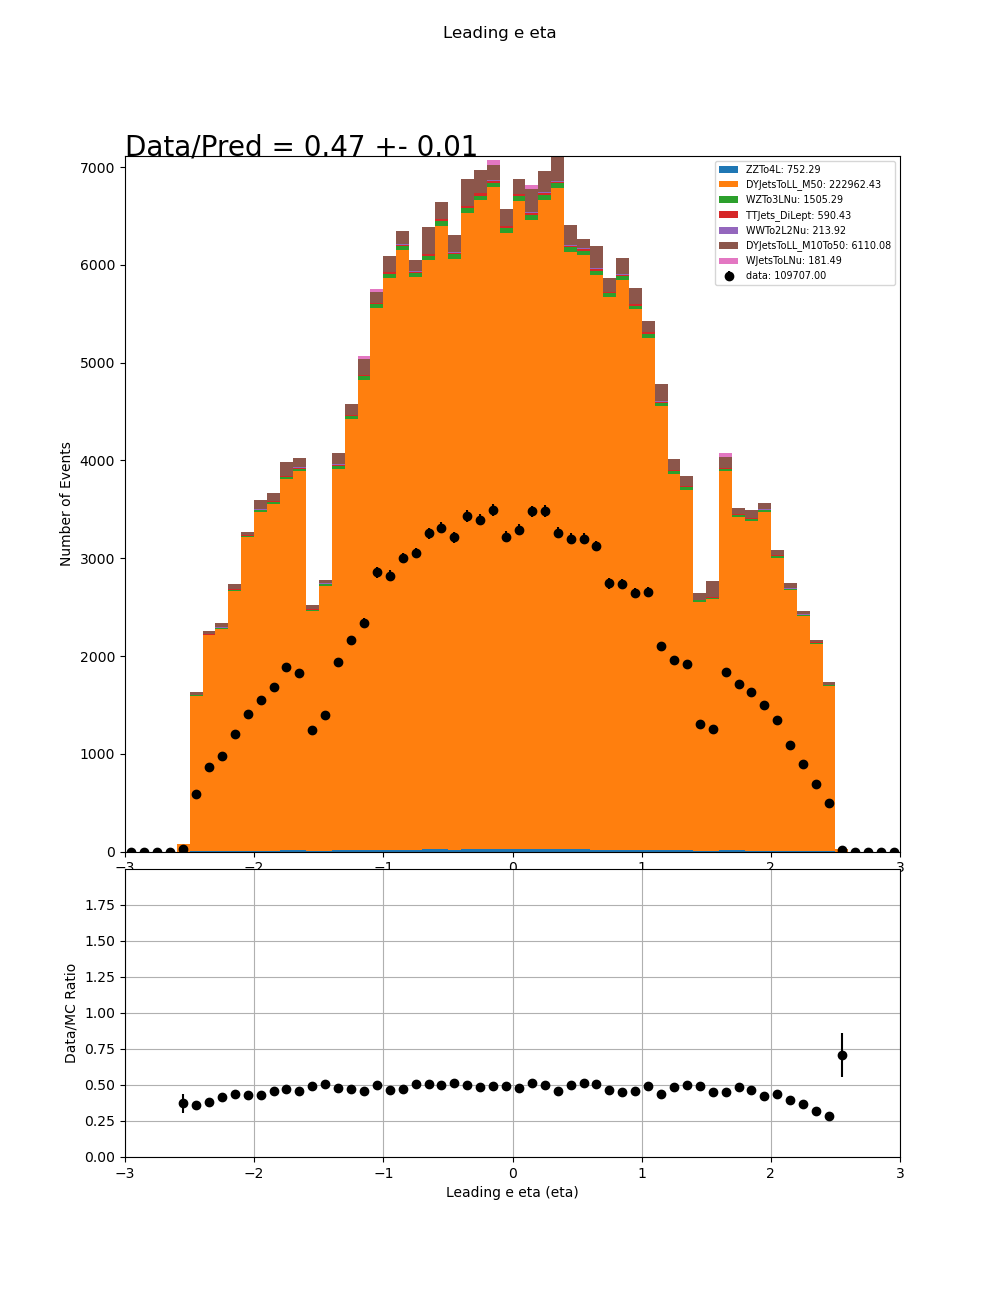 Leading e eta
Data/Pred = 0.47 +- 0.01
7000
6000
5000
4000
3000
2000
1000
0
Number of Events
ZZTo4L: 752.29
DYJetsToLL_M50: 222962.43
WZTo3LNu: 1505.29
TTJets_DiLept: 590.43
WWTo2L2Nu: 213.92
DYJetsToLL_M10To50: 6110.08
WJetsToLNu: 181.49
data: 109707.00
−3 −2 −1 0 1 2 3
1.75
1.50
1.25
1.00
0.75
0.50
0.25
0.00
Data/MC Ratio
−3 −2 −1 0 1 2 3
Leading e eta (eta)